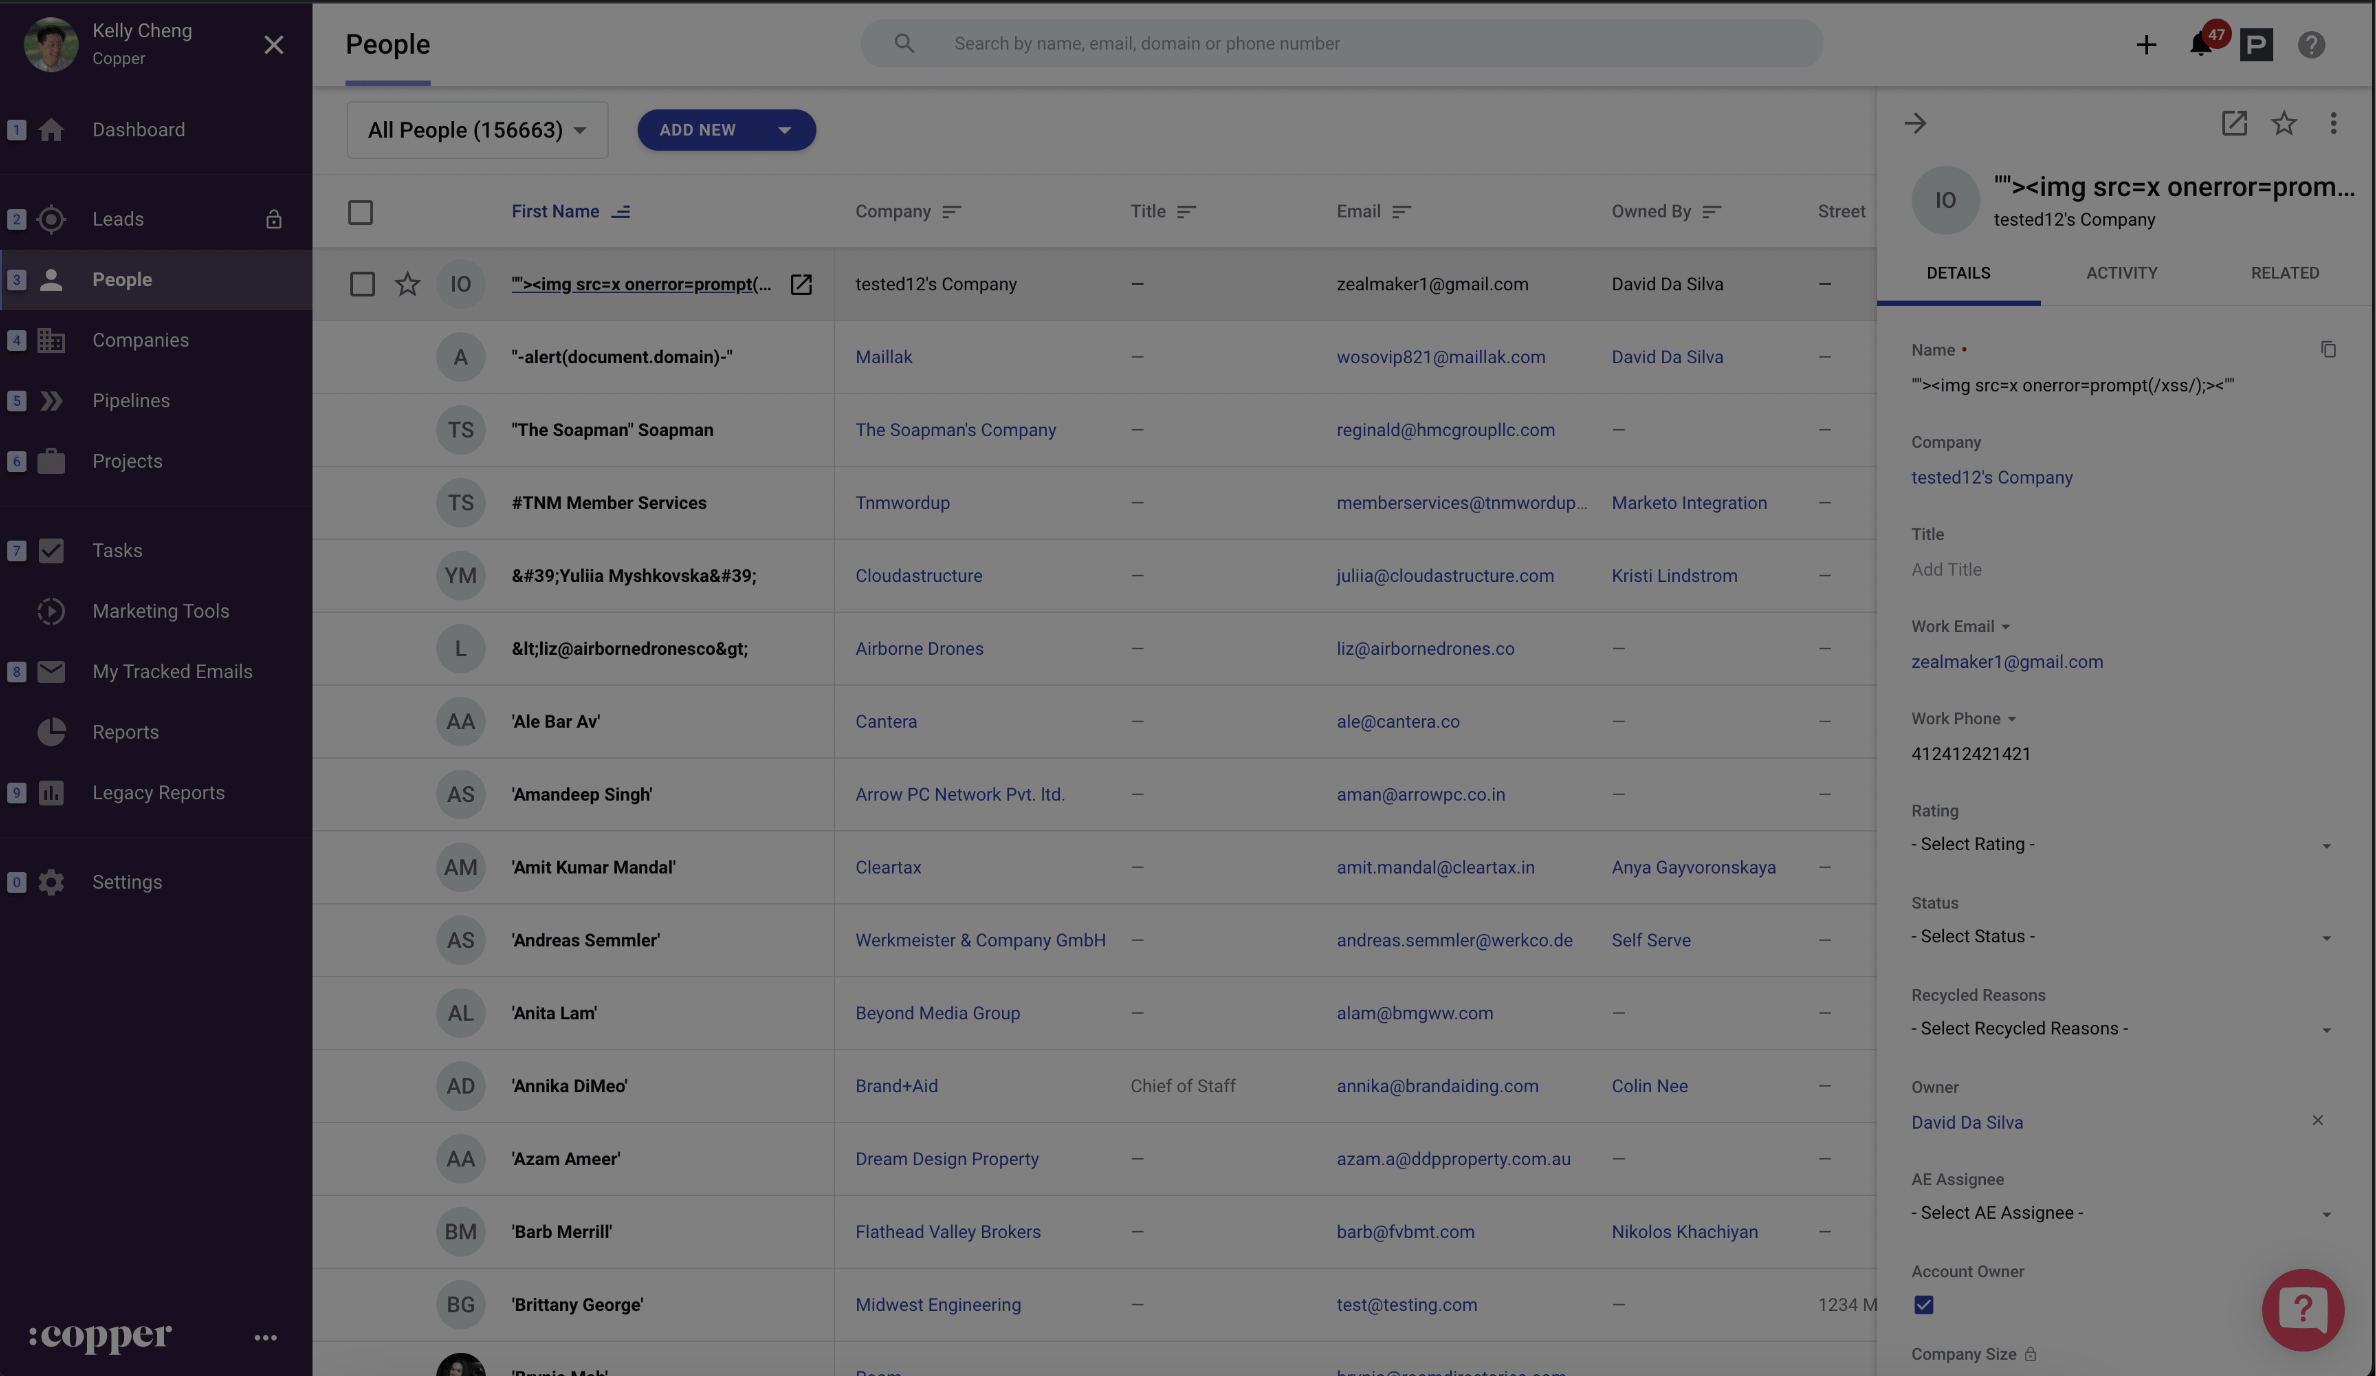 Kelly Cheng
Copper
1 Dashboard
2 Leads
3 People
4 Companies
5 Pipelines
6 Projects
7 Tasks
Marketing Tools
8 My Tracked Emails
Reports
9 Legacy Reports
0 Settings
:copper
People
Search by name, email, domain or phone number
47
P
?
All People (156663)
ADD NEW
First Name Company Title Email Owned By Street
IO ""><img src=x onerror=prompt(... tested12's Company – zealmaker1@gmail.com David Da Silva –
A "-alert(document.domain)-" Maillak – wosovip821@maillak.com David Da Silva –
TS "The Soapman" Soapman The Soapman's Company – reginald@hmcgroupllc.com – –
TS #TNM Member Services Tnmwordup – memberservices@tnmwordup... Marketo Integration –
YM &#39;Yuliia Myshkovska&#39; Cloudastructure – juliia@cloudastructure.com Kristi Lindstrom –
L &lt;liz@airbornedronesco&gt; Airborne Drones – liz@airbornedrones.co – –
AA 'Ale Bar Av' Cantera – ale@cantera.co – –
AS 'Amandeep Singh' Arrow PC Network Pvt. ltd. – aman@arrowpc.co.in – –
AM 'Amit Kumar Mandal' Cleartax – amit.mandal@cleartax.in Anya Gayvoronskaya –
AS 'Andreas Semmler' Werkmeister & Company GmbH – andreas.semmler@werkco.de Self Serve –
AL 'Anita Lam' Beyond Media Group – alam@bmgww.com – –
AD 'Annika DiMeo' Brand+Aid Chief of Staff annika@brandaiding.com Colin Nee –
AA 'Azam Ameer' Dream Design Property – azam.a@ddpproperty.com.au – –
BM 'Barb Merrill' Flathead Valley Brokers – barb@fvbmt.com Nikolos Khachiyan –
BG 'Brittany George' Midwest Engineering – test@testing.com – 1234 M
IO
""><img src=x onerror=prom...
tested12's Company
DETAILS ACTIVITY RELATED
Name •
""><img src=x onerror=prompt(/xss/);><""
Company
tested12's Company
Title
Add Title
Work Email
zealmaker1@gmail.com
Work Phone
412412421421
Rating
- Select Rating -
Status
- Select Status -
Recycled Reasons
- Select Recycled Reasons -
Owner
David Da Silva
AE Assignee
- Select AE Assignee -
Account Owner
Company Size
?